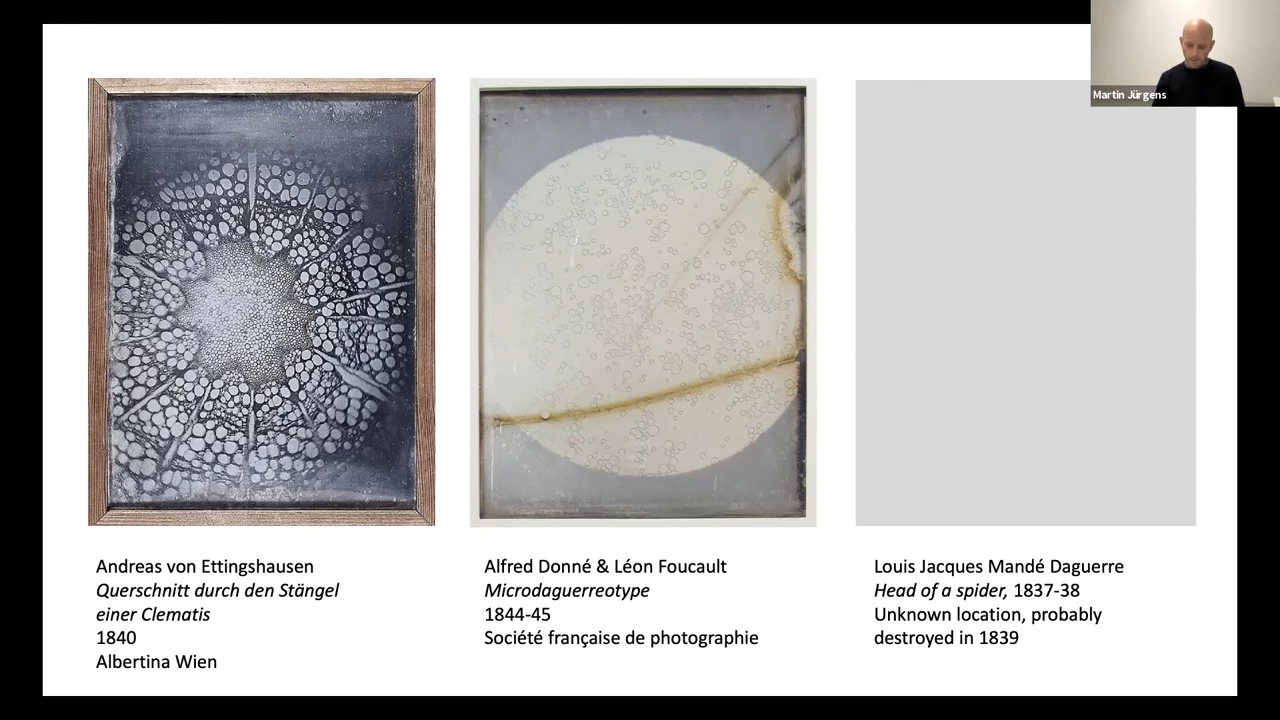 Martin Jürgens
Andreas von Ettingshausen
Querschnitt durch den Stängel
einer Clematis
1840
Albertina Wien
Alfred Donné & Léon Foucault
Microdaguerreotype
1844-45
Société française de photographie
Louis Jacques Mandé Daguerre
Head of a spider, 1837-38
Unknown location, probably
destroyed in 1839